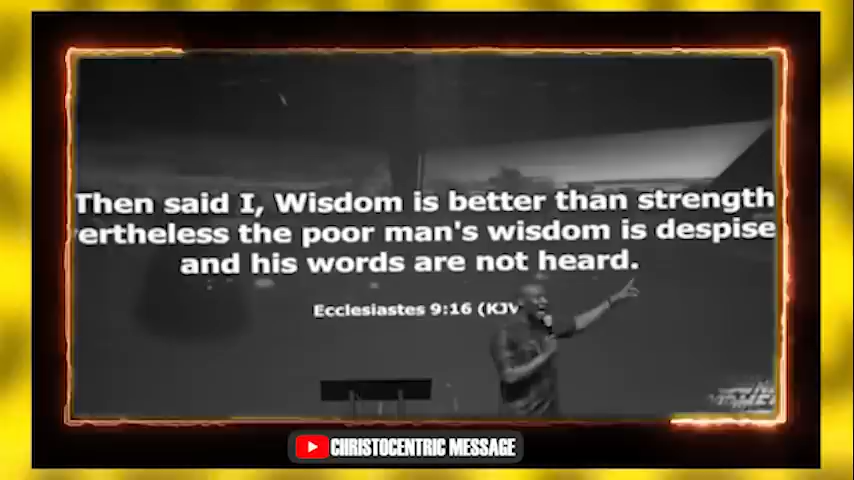 Then said I, Wisdom is better than strength
ertheless the poor man's wisdom is despise
and his words are not heard.
Ecclesiastes 9:16 (KJV
CHRISTOCENTRIC MESSAGE